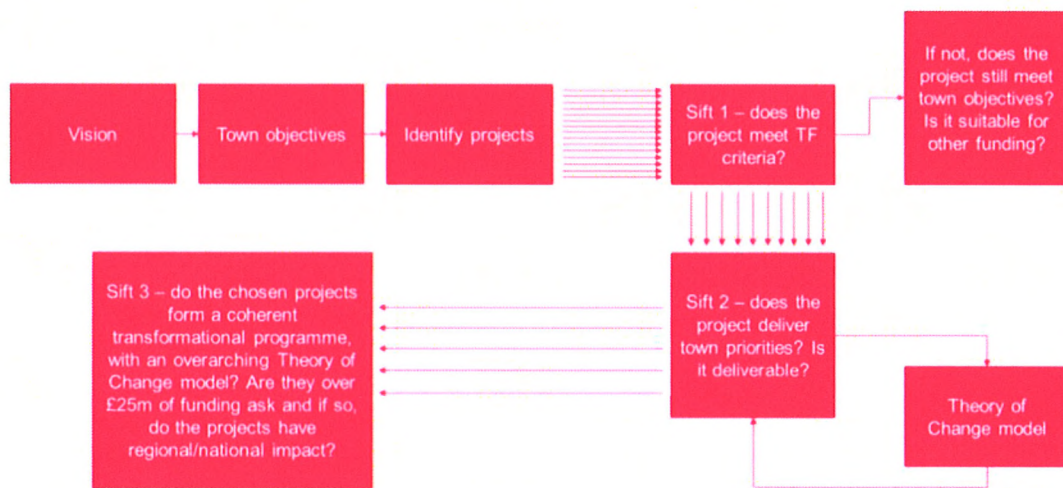 Vision
Town objectives
Identify projects
Sift 1 – does the
project meet TF
criteria?
If not, does the
project still meet
town objectives?
Is it suitable for
other funding?
Sift 3 – do the chosen projects
form a coherent
transformational programme,
with an overarching Theory of
Change model? Are they over
£25m of funding ask and if so,
do the projects have
regional/national impact?
Sift 2 – does the
project deliver
town priorities? Is
it deliverable?
Theory of
Change model